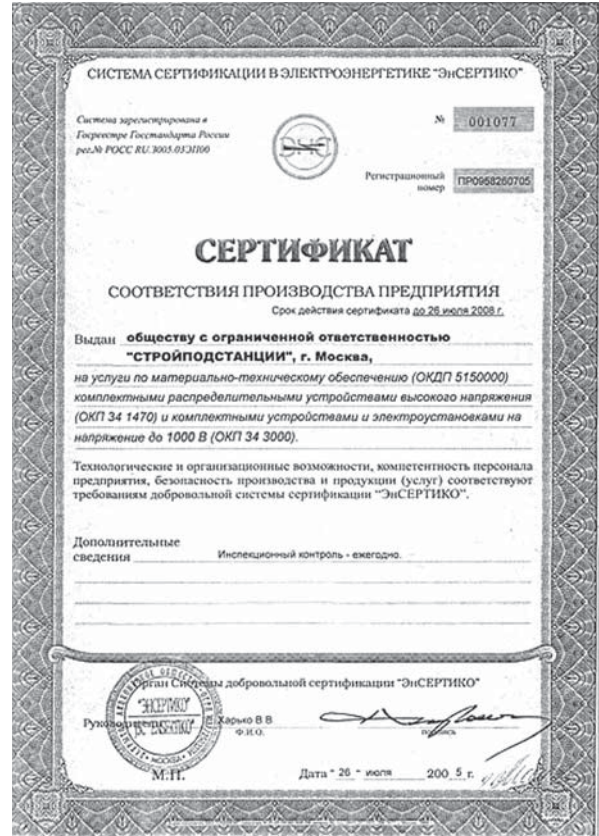 СИСТЕМА СЕРТИФИКАЦИИ В ЭЛЕКТРОЭНЕРГЕТИКЕ "ЭнСЕРТИКО"
Система зарегистрирована в
Госреестре Госстандарта России
рег.№ РОСС RU.3005.03ЭП00
№ 001077
Регистрационный
номер ПР0958260705
СЕРТИФИКАТ
СООТВЕТСТВИЯ ПРОИЗВОДСТВА ПРЕДПРИЯТИЯ
Срок действия сертификата до 26 июля 2008 г.
Выдан обществу с ограниченной ответственностью
"СТРОЙПОДСТАНЦИИ", г. Москва,
на услуги по материально-техническому обеспечению (ОКДП 5150000)
комплектными распределительными устройствами высокого напряжения
(ОКП 34 1470) и комплектными устройствами и электроустановками на
напряжение до 1000 В (ОКП 34 3000).
Технологические и организационные возможности, компетентность персонала
предприятия, безопасность производства и продукции (услуг) соответствуют
требованиям добровольной системы сертификации "ЭнСЕРТИКО".
Дополнительные
сведения Инспекционный контроль - ежегодно.
Орган Системы добровольной сертификации "ЭнСЕРТИКО"
"ЭНСЕРТИКО"
МОСКВА
Руководитель Харько В.В.
Ф.И.О. подпись
М.П. Дата " 26 " июля 200 5 г.